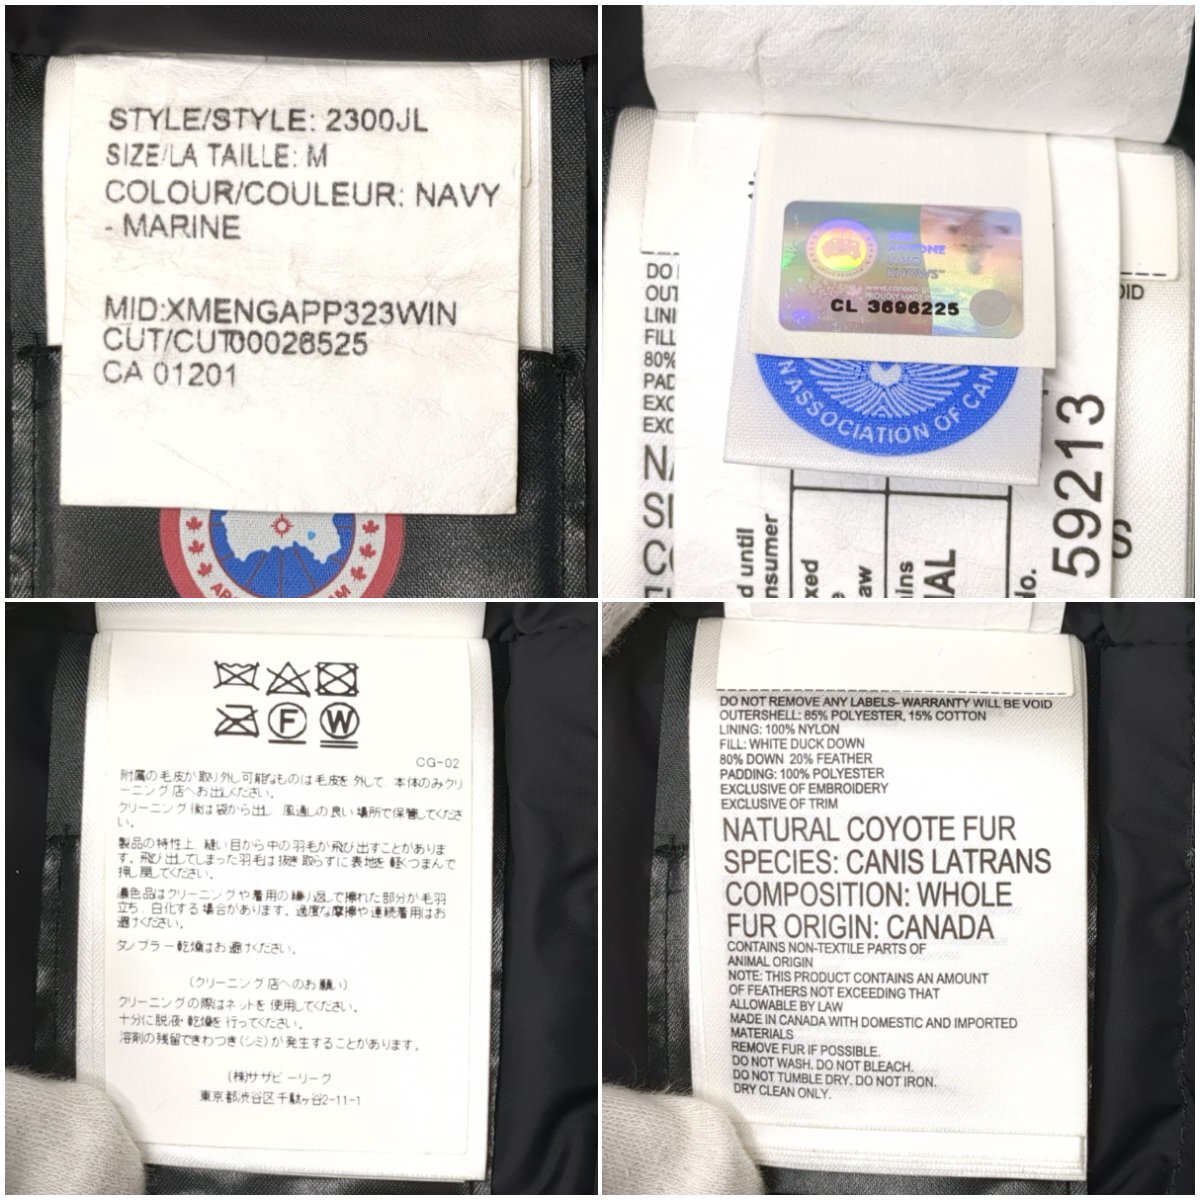 STYLE/STYLE: 2300JL
SIZE/LA TAILLE: M
COLOUR/COULEUR: NAVY
- MARINE
MID:XMENGAPP323WIN
CUT/CUT00026525
CA 01201
ANYONE
KNOWS™
CL 3696225
ASSOCIATION OF CAN
59213
CG-02
附属の毛皮が取り外し可能なものは毛皮を外して、本体のみクリ
ーニング店へお出しください。
クリーニング後は袋から出し、風通しの良い場所で保管してくださ
い。
製品の特性上、縫い目から中の羽毛が飛び出すことがありま
す。飛び出してしまった羽毛は抜き取らずに裏地を軽くつまんで
押し戻してください。
濃色品はクリーニングや着用の繰り返しで擦れた部分が毛羽
立ち、白化する場合があります。過度な摩擦や連続着用はお
避けください。
タンブラー乾燥はお避けください。
(クリーニング店へのお願い)
クリーニングの際はネットを使用してください。
十分に脱液・乾燥を行ってください。
溶剤の残留できわつき(シミ)が発生することがあります。
(株)サザビーリーグ
東京都渋谷区千駄ヶ谷2-11-1
DO NOT REMOVE ANY LABELS- WARRANTY WILL BE VOID
OUTERSHELL: 85% POLYESTER, 15% COTTON
LINING: 100% NYLON
FILL: WHITE DUCK DOWN
80% DOWN 20% FEATHER
PADDING: 100% POLYESTER
EXCLUSIVE OF EMBROIDERY
EXCLUSIVE OF TRIM
NATURAL COYOTE FUR
SPECIES: CANIS LATRANS
COMPOSITION: WHOLE
FUR ORIGIN: CANADA
CONTAINS NON-TEXTILE PARTS OF
ANIMAL ORIGIN
NOTE: THIS PRODUCT CONTAINS AN AMOUNT
OF FEATHERS NOT EXCEEDING THAT
ALLOWABLE BY LAW
MADE IN CANADA WITH DOMESTIC AND IMPORTED
MATERIALS
REMOVE FUR IF POSSIBLE.
DO NOT WASH. DO NOT BLEACH.
DO NOT TUMBLE DRY. DO NOT IRON.
DRY CLEAN ONLY.